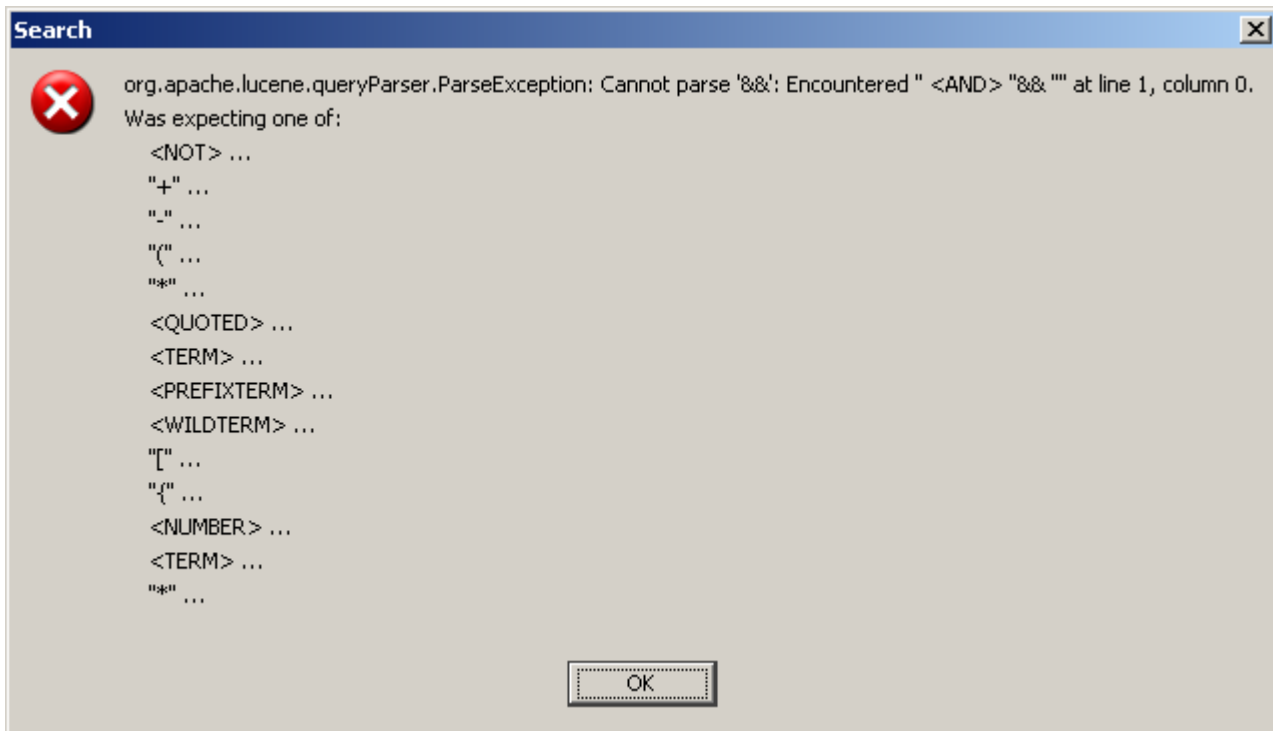 Search
org.apache.lucene.queryParser.ParseException: Cannot parse '&&': Encountered " <AND> "&& "" at line 1, column 0.
Was expecting one of:
<NOT> ...
"+" ...
"-" ...
"(" ...
"*" ...
<QUOTED> ...
<TERM> ...
<PREFIXTERM> ...
<WILDTERM> ...
"[" ...
"{" ...
<NUMBER> ...
<TERM> ...
"*" ...
OK